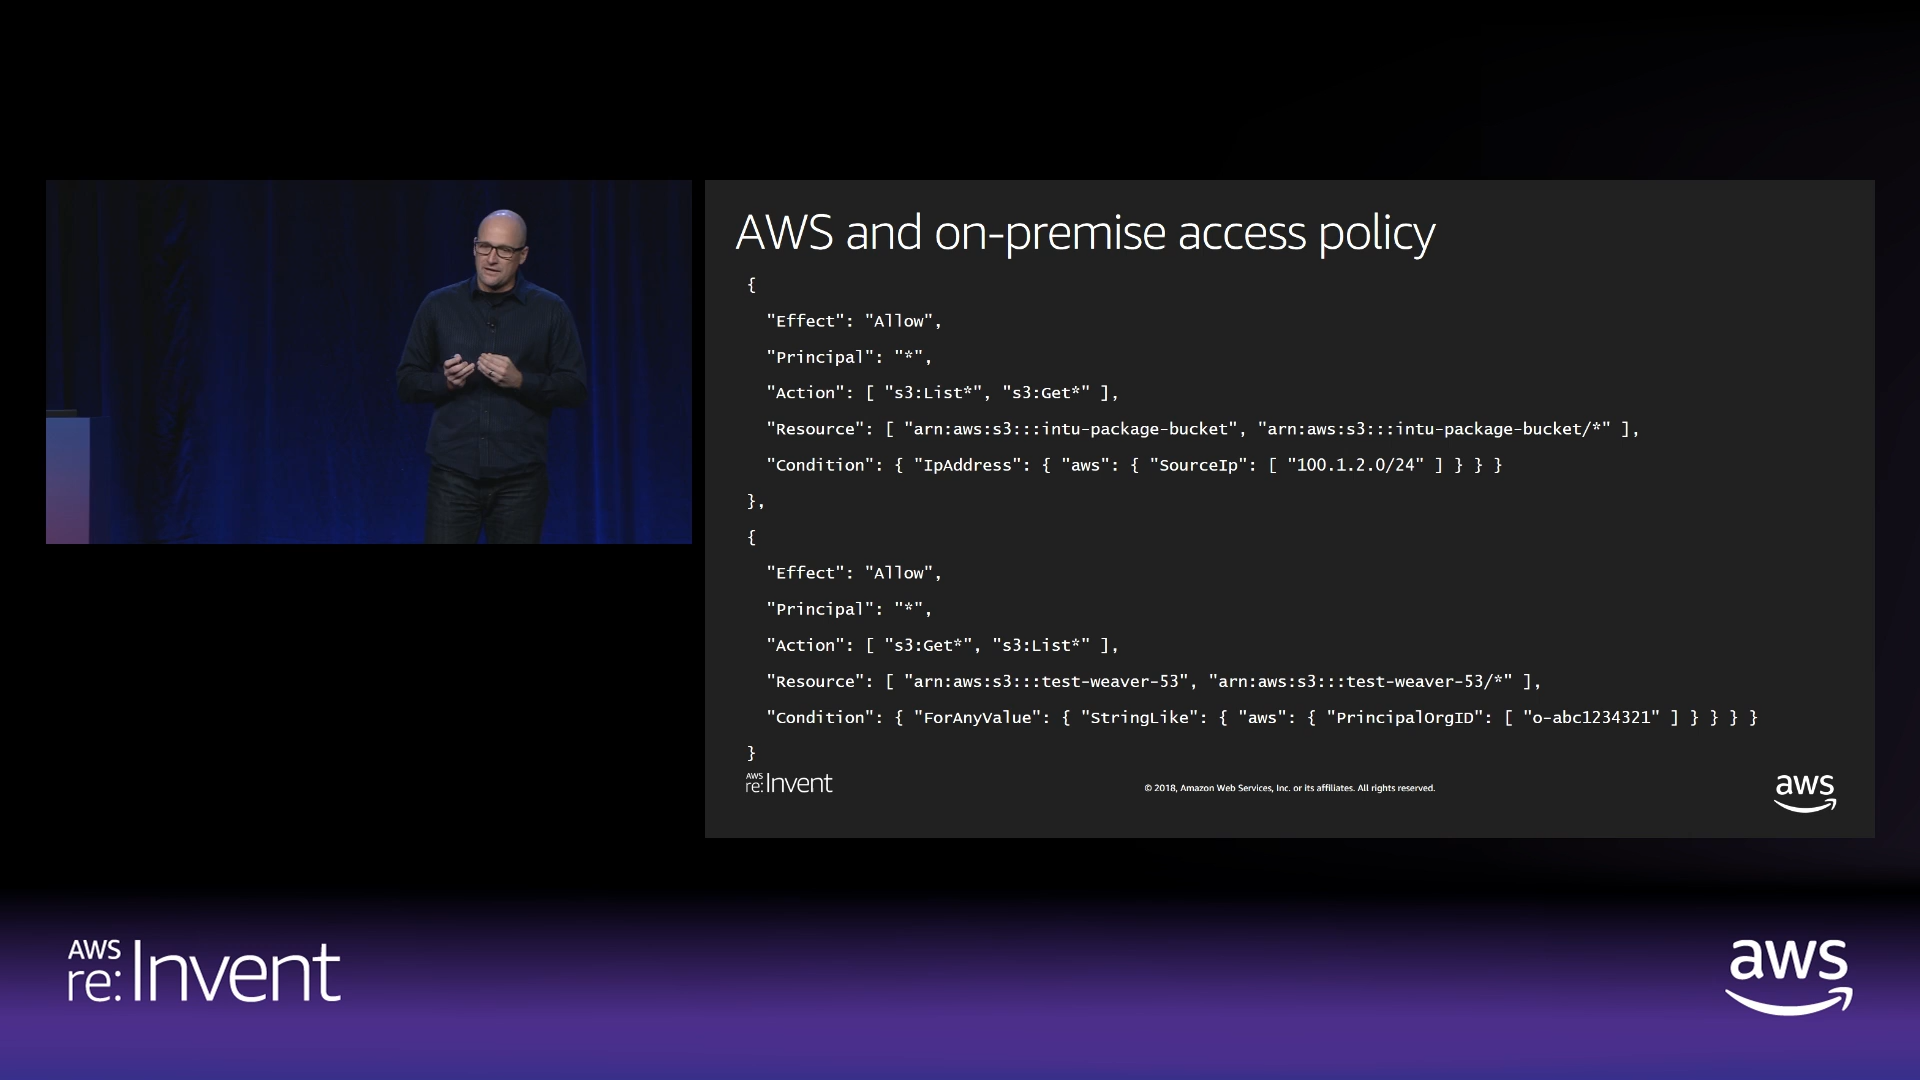 AWS and on-premise access policy
{
"Effect": "Allow",
"Principal": "*",
"Action": [ "s3:List*", "s3:Get*" ],
"Resource": [ "arn:aws:s3:::intu-package-bucket", "arn:aws:s3:::intu-package-bucket/*" ],
"Condition": { "IpAddress": { "aws": { "SourceIp": [ "100.1.2.0/24" ] } } }
},
{
"Effect": "Allow",
"Principal": "*",
"Action": [ "s3:Get*", "s3:List*" ],
"Resource": [ "arn:aws:s3:::test-weaver-53", "arn:aws:s3:::test-weaver-53/*" ],
"Condition": { "ForAnyValue": { "StringLike": { "aws": { "PrincipalOrgID": [ "o-abc1234321" ] } } } }
}
AWS
re:Invent
© 2018, Amazon Web Services, Inc. or its affiliates. All rights reserved.
aws
AWS
re:Invent
aws